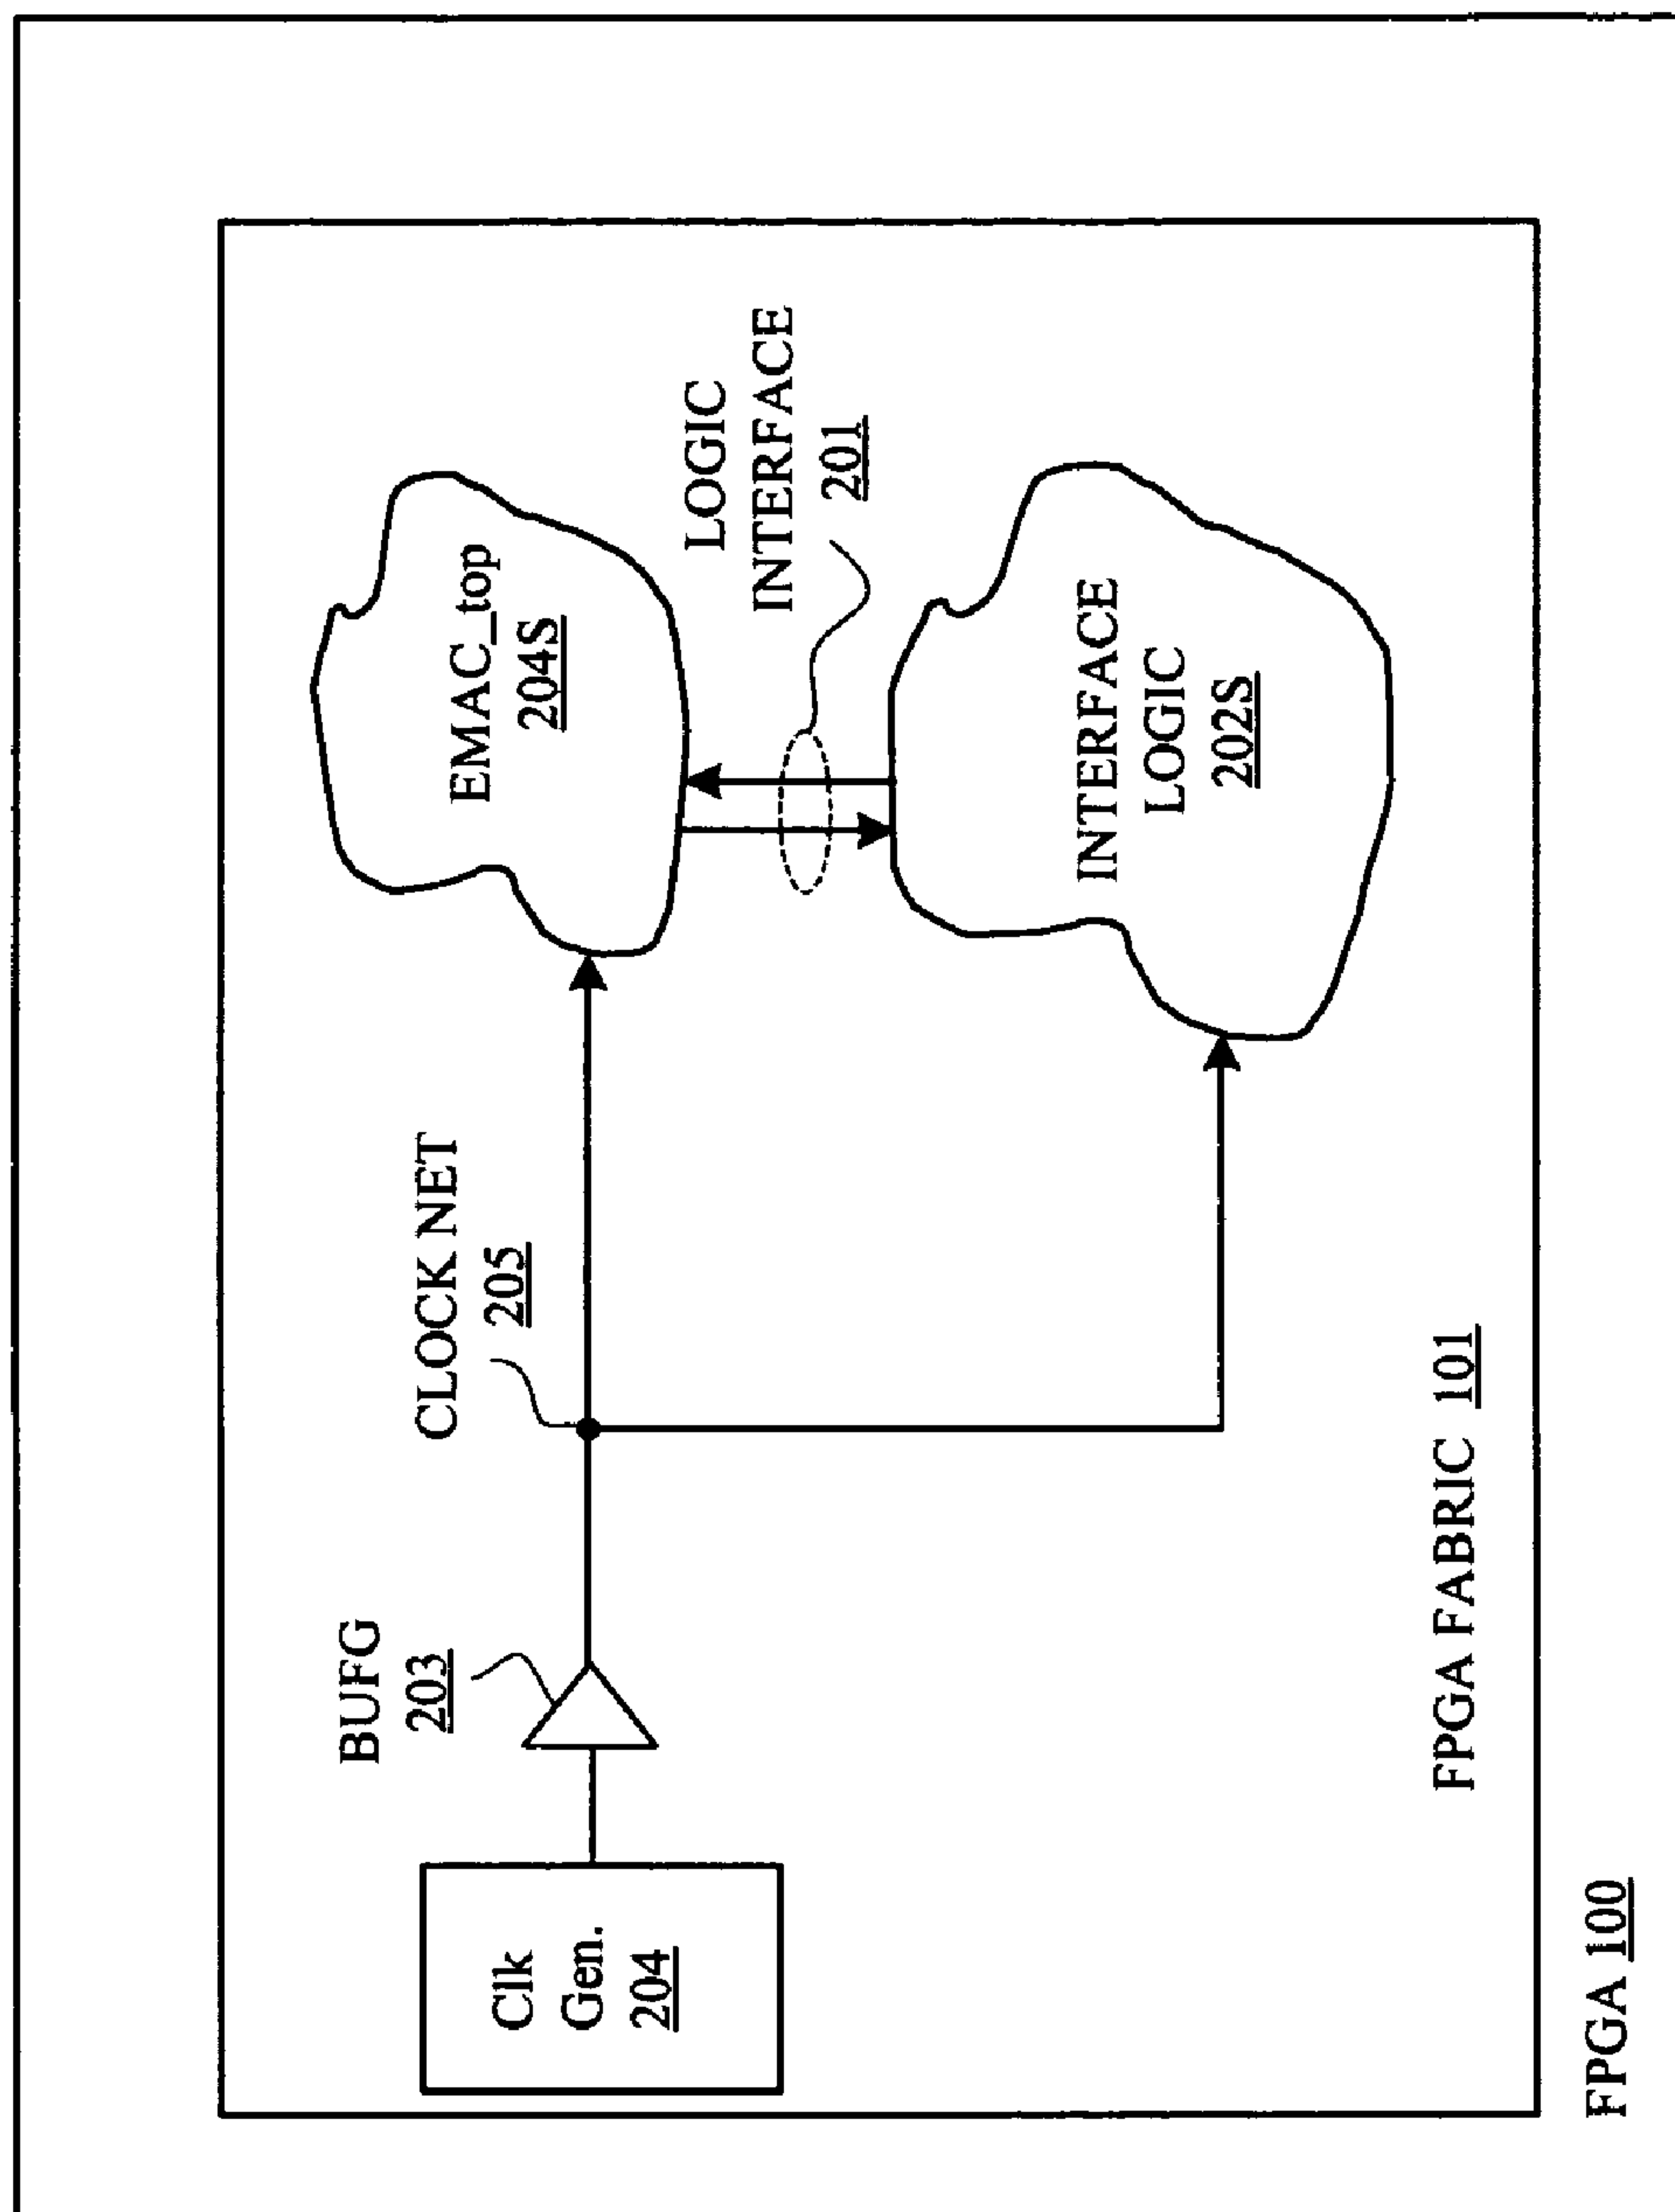 Clk
Gen.
204
BUFG
203
CLOCK NET
205
EMAC_top
204S
LOGIC
INTERFACE
201
INTERFACE
LOGIC
202S
FPGA FABRIC 101
FPGA 100